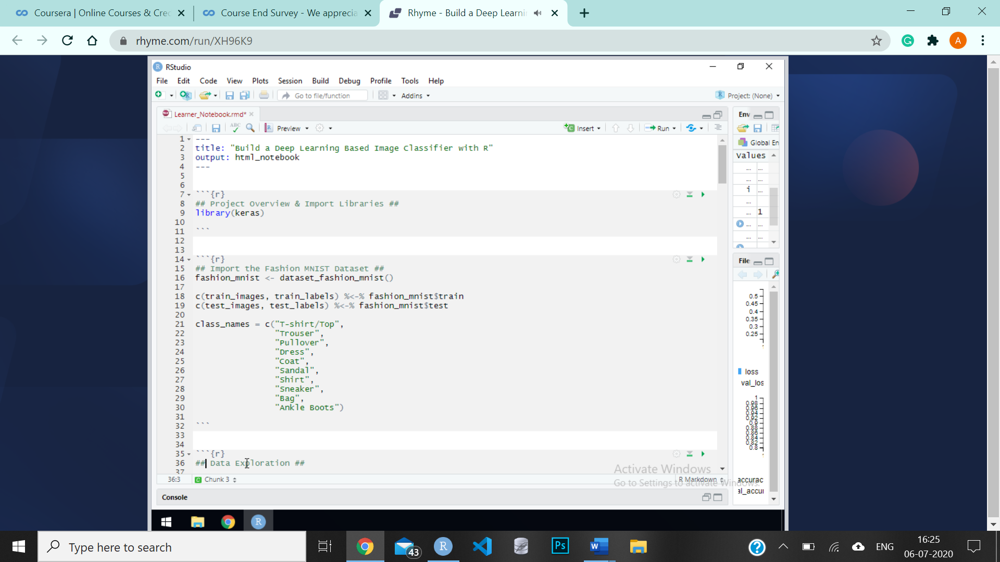 Coursera | Online Courses & Cred
Course End Survey - We apprecia
Rhyme - Build a Deep Learnin
rhyme.com/run/XH96K9
A
RStudio
File Edit Code View Plots Session Build Debug Profile Tools Help
Go to file/function
Addins
Project: (None)
Learner_Notebook.rmd*
Env
ABC
Preview
Insert
Run
Global En
Values
1 ---
2 title: "Build a Deep Learning Based Image Classifier with R"
3 output: html_notebook
4 ---
5
6
7 ```{r}
8 ## Project Overview & Import Libraries ##
9 library(keras)
10
11 ```
12
13
14 ```{r}
15 ## Import the Fashion MNIST Dataset ##
16 fashion_mnist <- dataset_fashion_mnist()
17
18 c(train_images, train_labels) %<-% fashion_mnist$train
19 c(test_images, test_labels) %<-% fashion_mnist$test
20
21 class_names = c("T-shirt/Top",
22 "Trouser",
23 "Pullover",
24 "Dress",
25 "Coat",
26 "Sandal",
27 "Shirt",
28 "Sneaker",
29 "Bag",
30 "Ankle Boots")
31
32 ```
33
34
35 ```{r}
36 ## Data Exploration ##
37
... ...
... ...
i ...
...
... 1
... ...
... ...
File
0.5
0.45
0.4
0.35
0.3
0.25
loss
val_los
1
0.98
0.96
0.94
0.92
0.9
0.88
0.86
0.84
0.82
0.8
accurac
al_accui
36:3
Chunk 3
R Markdown
Activate Windows
Go to Settings to activate Windows.
Console
Type here to search
43
Ps
ENG
16:25
06-07-2020